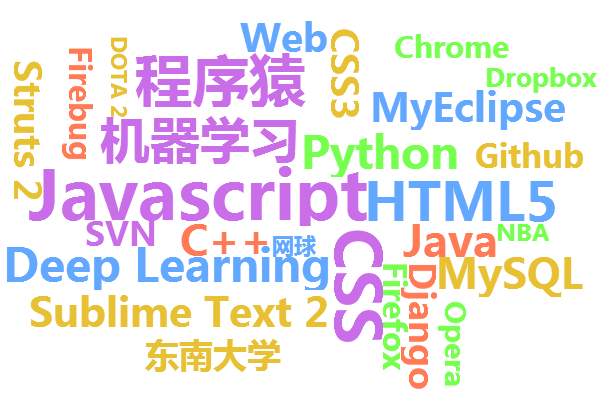 Web
CSS3
Chrome
DOTA 2
Firebug
Struts 2
程序猿
Dropbox
MyEclipse
机器学习
Python
Github
Javascript
HTML5
SVN
C++
网球
CSS
Java
NBA
Deep Learning
Firefox
Django
MySQL
Sublime Text 2
Opera
东南大学